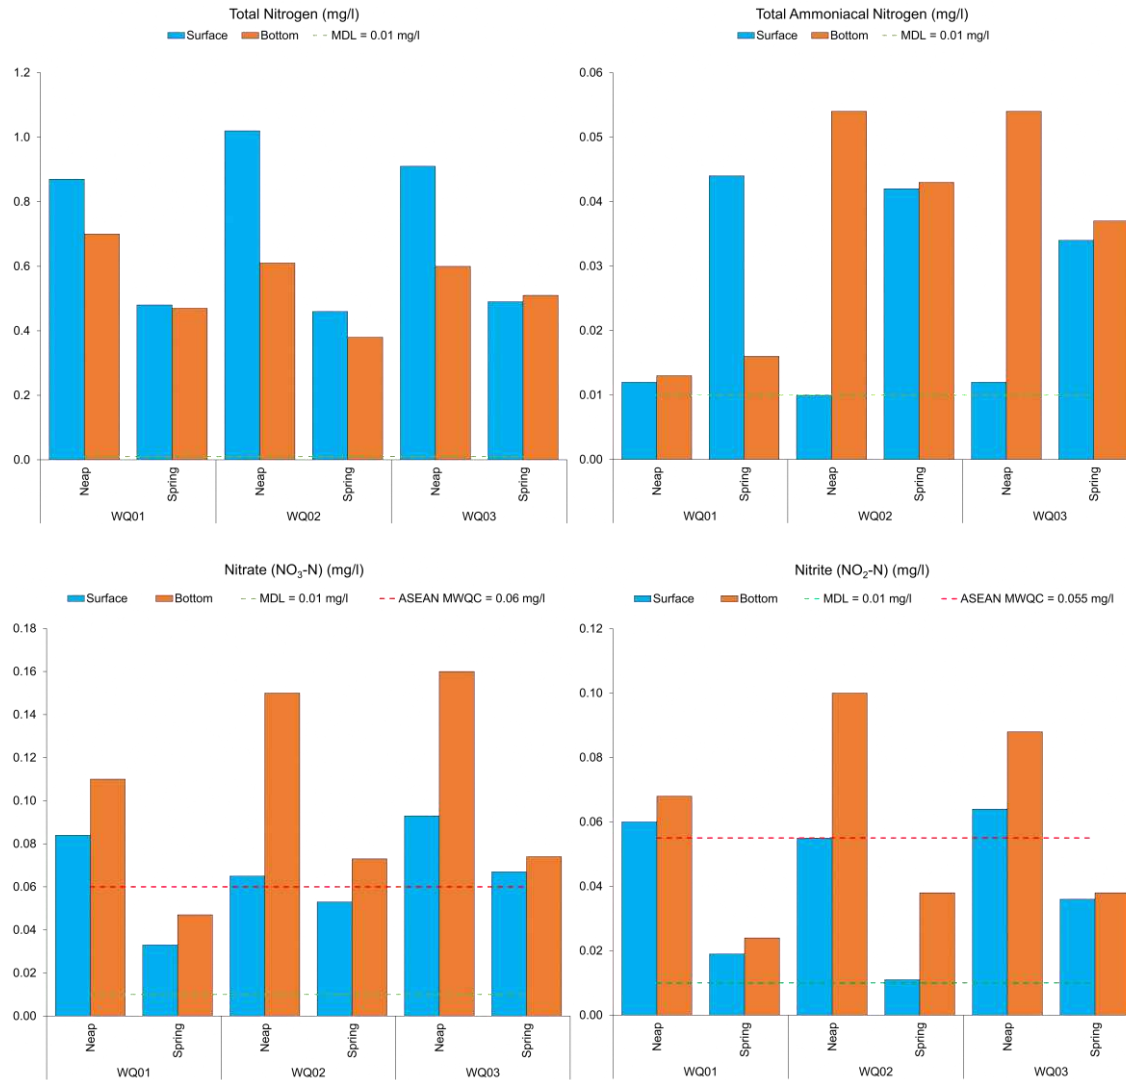 Total Nitrogen (mg/l)
Surface Bottom MDL = 0.01 mg/l
1.2
1.0
0.8
0.6
0.4
0.2
0.0
Neap Spring Neap Spring Neap Spring
WQ01 WQ02 WQ03
Total Ammoniacal Nitrogen (mg/l)
Surface Bottom MDL = 0.01 mg/l
0.06
0.05
0.04
0.03
0.02
0.01
0.00
Neap Spring Neap Spring Neap Spring
WQ01 WQ02 WQ03
Nitrate (NO₃-N) (mg/l)
Surface Bottom MDL = 0.01 mg/l ASEAN MWQC = 0.06 mg/l
0.18
0.16
0.14
0.12
0.10
0.08
0.06
0.04
0.02
0.00
Neap Spring Neap Spring Neap Spring
WQ01 WQ02 WQ03
Nitrite (NO₂-N) (mg/l)
Surface Bottom MDL = 0.01 mg/l ASEAN MWQC = 0.055 mg/l
0.12
0.10
0.08
0.06
0.04
0.02
0.00
Neap Spring Neap Spring Neap Spring
WQ01 WQ02 WQ03